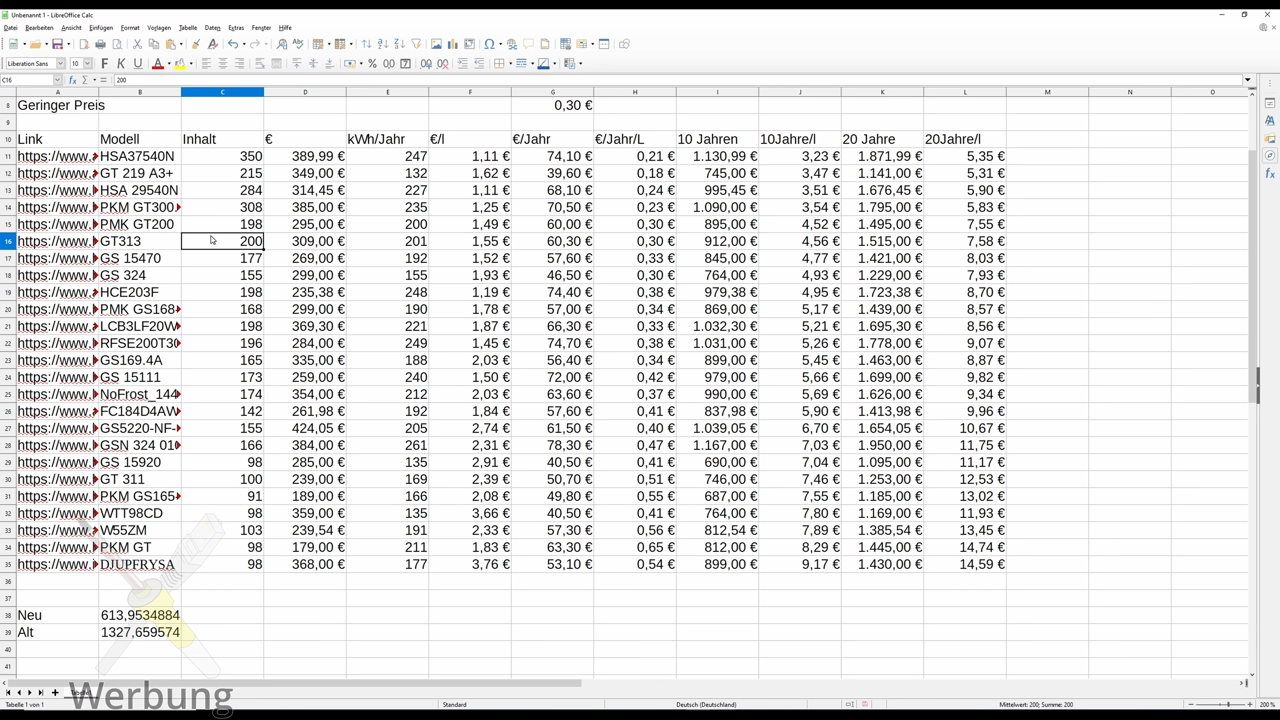 Unbenannt 1 - LibreOffice Calc
Datei Bearbeiten Ansicht Einfügen Format Vorlagen Tabelle Daten Extras Fenster Hilfe
Liberation Sans 10 F K U
C16 200
A B C D E F G H I J K L M N O
8 Geringer Preis 0,30 €
9
10 Link Modell Inhalt € kWh/Jahr €/l €/Jahr €/Jahr/L 10 Jahren 10Jahre/l 20 Jahre 20Jahre/l
11 https://www. HSA37540N 350 389,99 € 247 1,11 € 74,10 € 0,21 € 1.130,99 € 3,23 € 1.871,99 € 5,35 €
12 https://www. GT 219 A3+ 215 349,00 € 132 1,62 € 39,60 € 0,18 € 745,00 € 3,47 € 1.141,00 € 5,31 €
13 https://www. HSA 29540N 284 314,45 € 227 1,11 € 68,10 € 0,24 € 995,45 € 3,51 € 1.676,45 € 5,90 €
14 https://www. PKM GT300 308 385,00 € 235 1,25 € 70,50 € 0,23 € 1.090,00 € 3,54 € 1.795,00 € 5,83 €
15 https://www. PMK GT200 198 295,00 € 200 1,49 € 60,00 € 0,30 € 895,00 € 4,52 € 1.495,00 € 7,55 €
16 https://www. GT313 200 309,00 € 201 1,55 € 60,30 € 0,30 € 912,00 € 4,56 € 1.515,00 € 7,58 €
17 https://www. GS 15470 177 269,00 € 192 1,52 € 57,60 € 0,33 € 845,00 € 4,77 € 1.421,00 € 8,03 €
18 https://www. GS 324 155 299,00 € 155 1,93 € 46,50 € 0,30 € 764,00 € 4,93 € 1.229,00 € 7,93 €
19 https://www. HCE203F 198 235,38 € 248 1,19 € 74,40 € 0,38 € 979,38 € 4,95 € 1.723,38 € 8,70 €
20 https://www. PMK GS168 168 299,00 € 190 1,78 € 57,00 € 0,34 € 869,00 € 5,17 € 1.439,00 € 8,57 €
21 https://www. LCB3LF20W 198 369,30 € 221 1,87 € 66,30 € 0,33 € 1.032,30 € 5,21 € 1.695,30 € 8,56 €
22 https://www. RFSE200T30 196 284,00 € 249 1,45 € 74,70 € 0,38 € 1.031,00 € 5,26 € 1.778,00 € 9,07 €
23 https://www. GS169.4A 165 335,00 € 188 2,03 € 56,40 € 0,34 € 899,00 € 5,45 € 1.463,00 € 8,87 €
24 https://www. GS 15111 173 259,00 € 240 1,50 € 72,00 € 0,42 € 979,00 € 5,66 € 1.699,00 € 9,82 €
25 https://www. NoFrost_144 174 354,00 € 212 2,03 € 63,60 € 0,37 € 990,00 € 5,69 € 1.626,00 € 9,34 €
26 https://www. FC184D4AW 142 261,98 € 192 1,84 € 57,60 € 0,41 € 837,98 € 5,90 € 1.413,98 € 9,96 €
27 https://www. GS5220-NF- 155 424,05 € 205 2,74 € 61,50 € 0,40 € 1.039,05 € 6,70 € 1.654,05 € 10,67 €
28 https://www. GSN 324 01 166 384,00 € 261 2,31 € 78,30 € 0,47 € 1.167,00 € 7,03 € 1.950,00 € 11,75 €
29 https://www. GS 15920 98 285,00 € 135 2,91 € 40,50 € 0,41 € 690,00 € 7,04 € 1.095,00 € 11,17 €
30 https://www. GT 311 100 239,00 € 169 2,39 € 50,70 € 0,51 € 746,00 € 7,46 € 1.253,00 € 12,53 €
31 https://www. PKM GS165 91 189,00 € 166 2,08 € 49,80 € 0,55 € 687,00 € 7,55 € 1.185,00 € 13,02 €
32 https://www. WTT98CD 98 359,00 € 135 3,66 € 40,50 € 0,41 € 764,00 € 7,80 € 1.169,00 € 11,93 €
33 https://www. W55ZM 103 239,54 € 191 2,33 € 57,30 € 0,56 € 812,54 € 7,89 € 1.385,54 € 13,45 €
34 https://www. PKM GT 98 179,00 € 211 1,83 € 63,30 € 0,65 € 812,00 € 8,29 € 1.445,00 € 14,74 €
35 https://www. DJUPFRYSA 98 368,00 € 177 3,76 € 53,10 € 0,54 € 899,00 € 9,17 € 1.430,00 € 14,59 €
36
37
38 Neu 613,9534884
39 Alt 1327,659574
40
41
Werbung
Tabelle 1 von 1 Standard Deutsch (Deutschland) Mittelwert: 200; Summe: 200 200 %